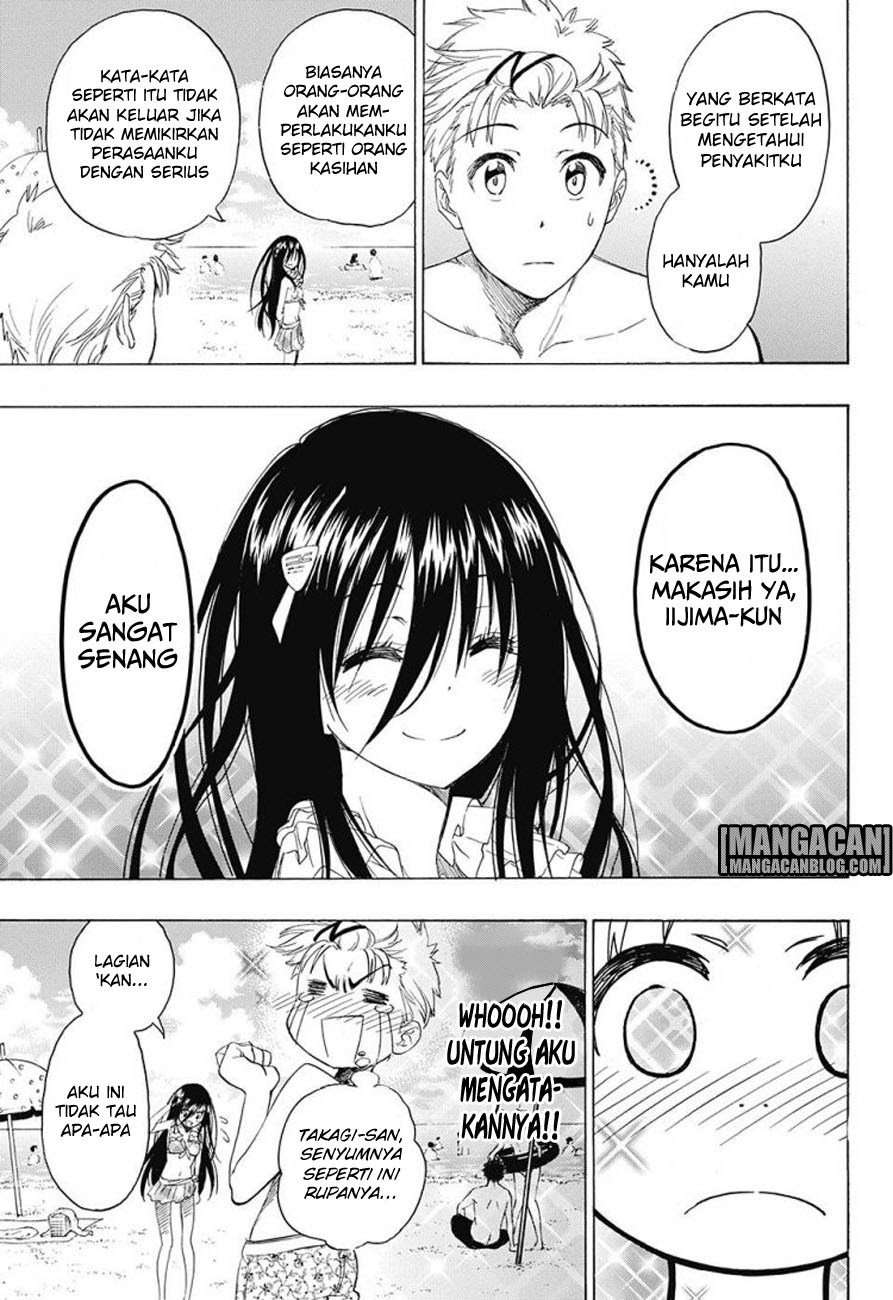 YANG BERKATA
BEGITU SETELAH
MENGETAHUI
PENYAKITKU
HANYALAH
KAMU
BIASANYA
ORANG-ORANG
AKAN MEM-
PERLAKUKANKU
SEPERTI ORANG
KASIHAN
KATA-KATA
SEPERTI ITU TIDAK
AKAN KELUAR JIKA
TIDAK MEMIKIRKAN
PERASAANKU
DENGAN SERIUS
KARENA ITU...
MAKASIH YA,
IIJIMA-KUN
AKU
SANGAT
SENANG
[MANGACAN]
MANGACANBLOG.COM
WHOOOH!!
UNTUNG AKU
MENGATA-
KANNYA!!
TAKAGI-SAN,
SENYUMNYA
SEPERTI INI
RUPANYA...
LAGIAN
'KAN...
AKU INI
TIDAK TAU
APA-APA